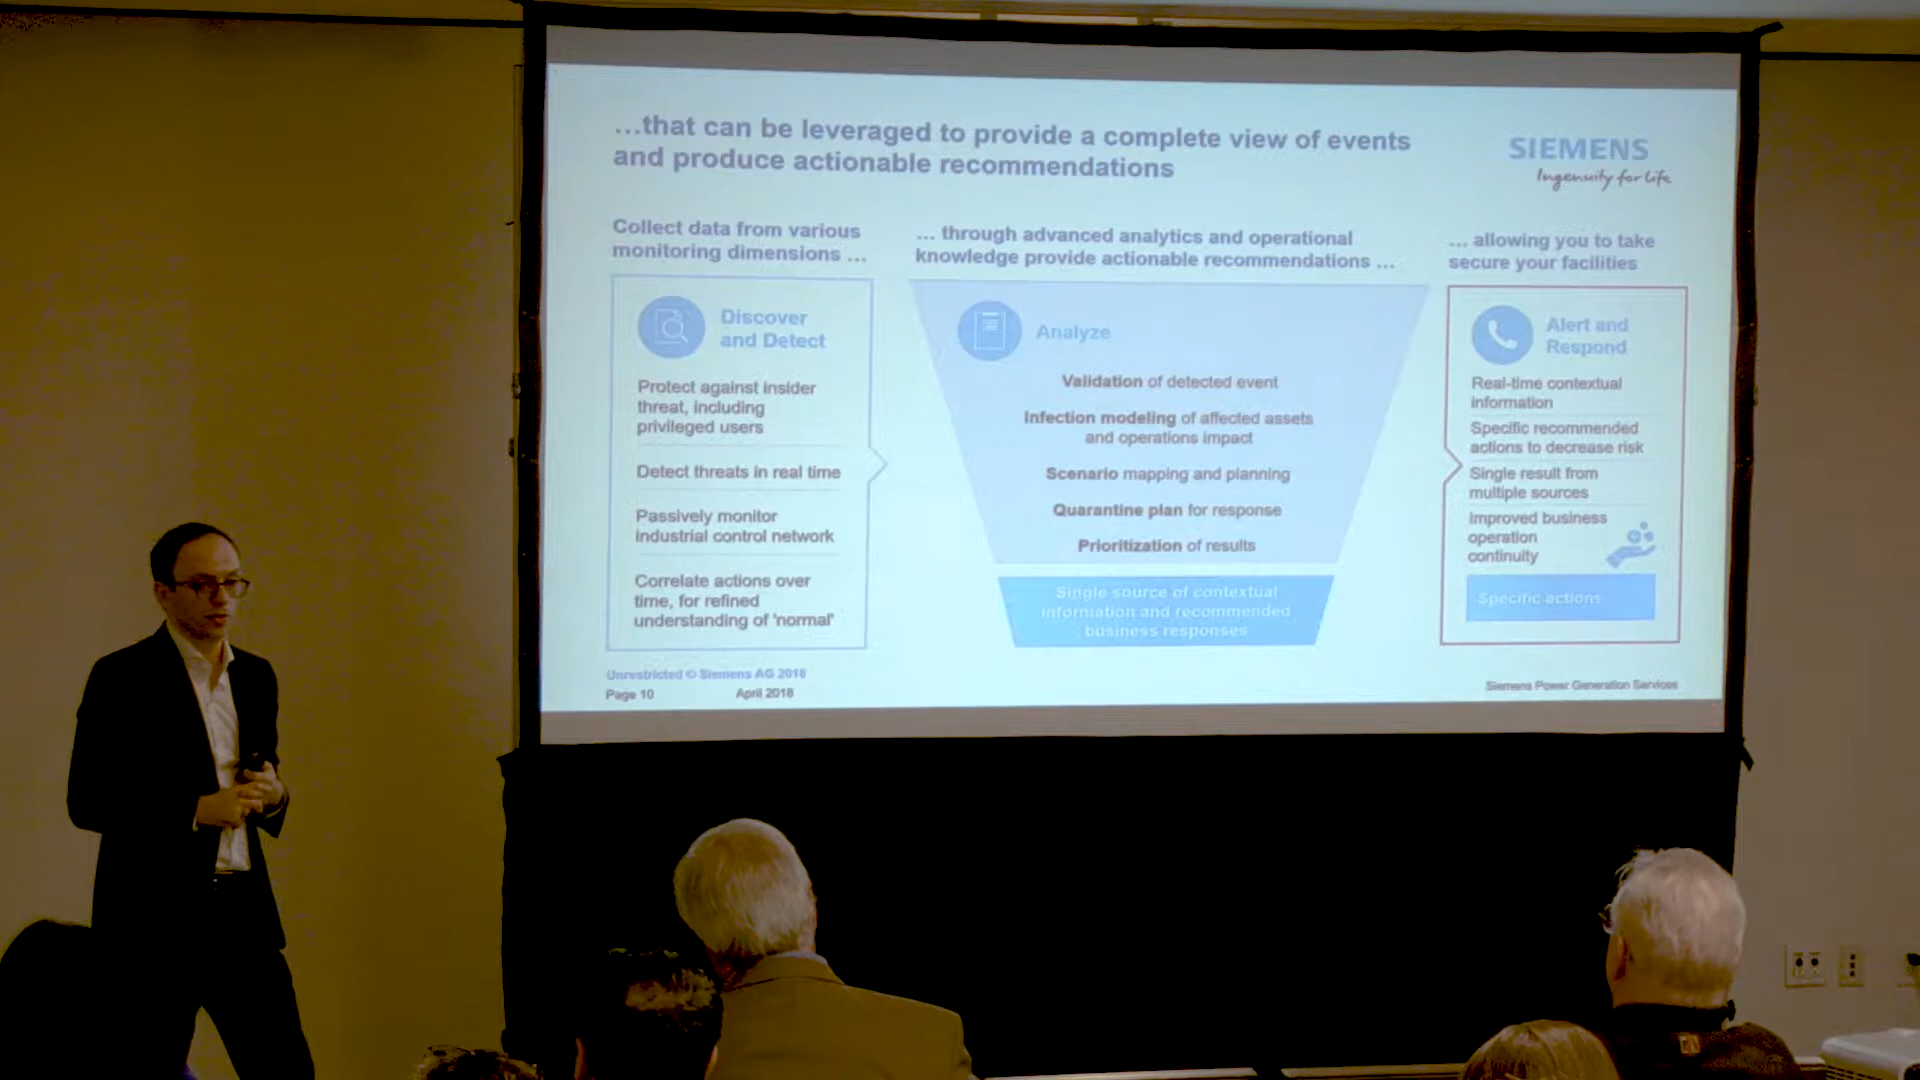 ...that can be leveraged to provide a complete view of events
and produce actionable recommendations
SIEMENS
Ingenuity for life
Collect data from various
monitoring dimensions ...
... through advanced analytics and operational
knowledge provide actionable recommendations ...
... allowing you to take
secure your facilities
Discover
and Detect
Protect against insider
threat, including
privileged users
Detect threats in real time
Passively monitor
industrial control network
Correlate actions over
time, for refined
understanding of 'normal'
Analyze
Validation of detected event
Infection modeling of affected assets
and operations impact
Scenario mapping and planning
Quarantine plan for response
Prioritization of results
Single source of contextual
information and recommended
business responses
Alert and
Respond
Real-time contextual
information
Specific recommended
actions to decrease risk
Single result from
multiple sources
Improved business
operation
continuity
Specific actions
Unrestricted © Siemens AG 2018
Page 10
April 2018
Siemens Power Generation Services